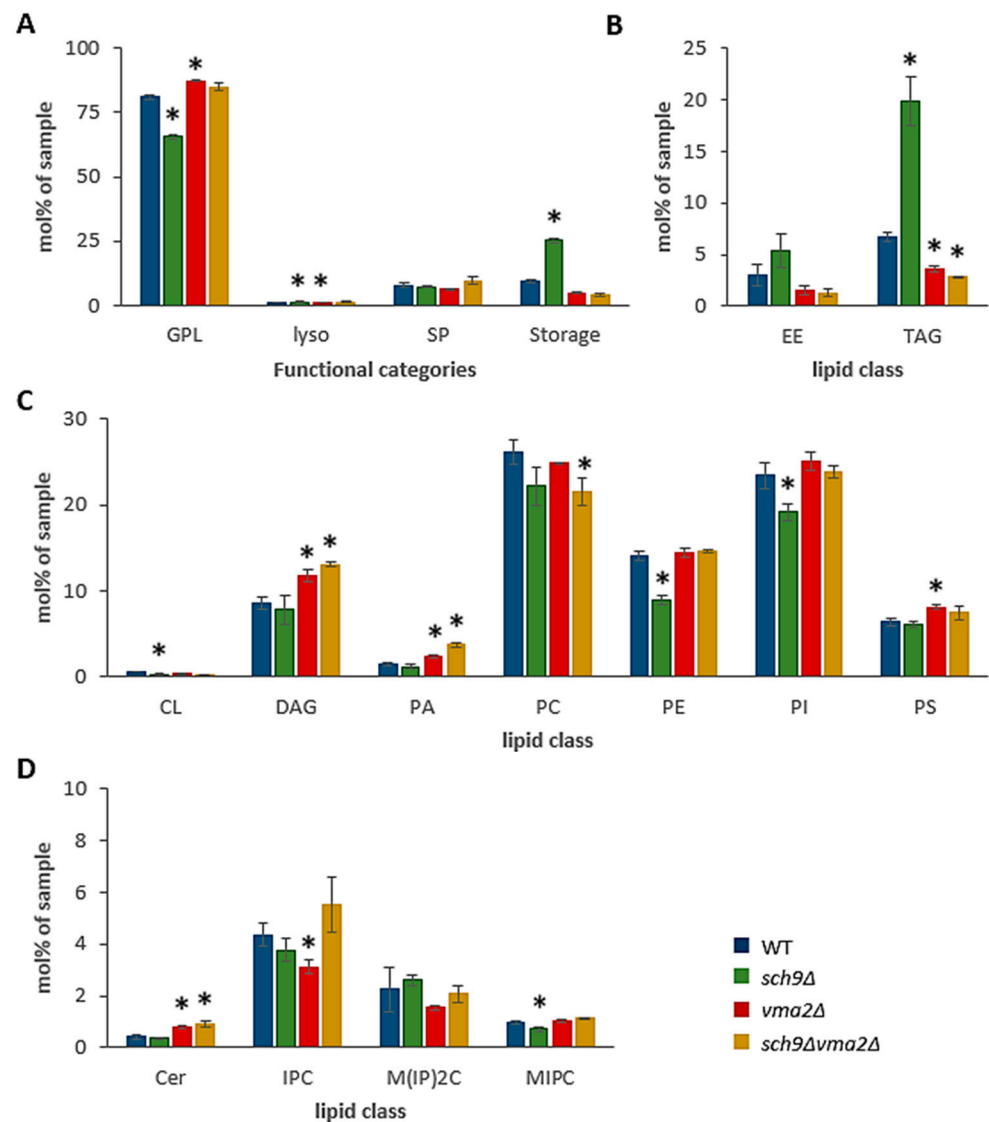 A
mol% of sample
100
75
50
25
0
* * * * *
GPL lyso SP Storage
Functional categories
B
mol% of sample
25
20
15
10
5
0
* * *
EE TAG
lipid class
C
mol% of sample
30
20
10
0
* * * * * * * * * *
CL DAG PA PC PE PI PS
lipid class
D
mol% of sample
10
8
6
4
2
0
* * * *
Cer IPC M(IP)2C MIPC
lipid class
WT
sch9Δ
vma2Δ
sch9Δvma2Δ